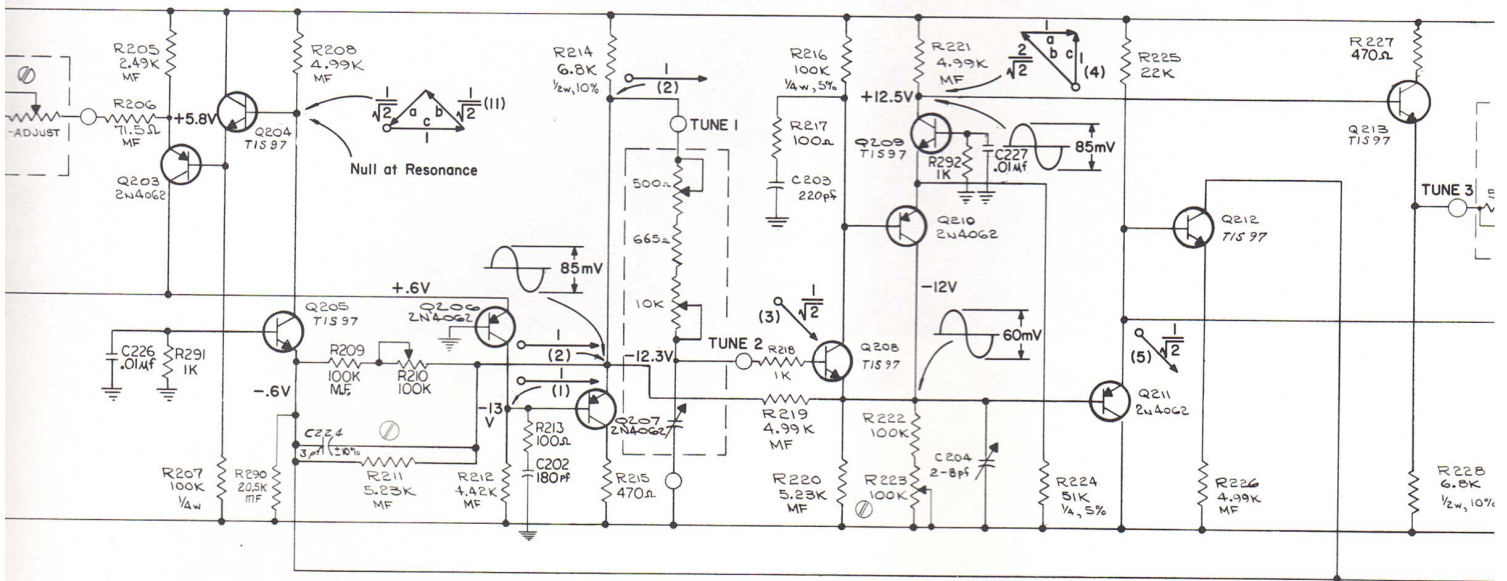 R205
2.49K
MF
R206
71.5Ω
MF
-ADJUST
+5.8V
Q203
2N4062
Q204
TIS97
R208
4.99K
MF
1
√2
a
b
c
1
√2
(11)
1
Null at Resonance
R214
6.8K
½w,10%
1
(2)
TUNE 1
500Ω
665Ω
10K
R216
100K
¼w,5%
R217
100Ω
C203
220pf
R221
4.99K
MF
+12.5V
Q209
TIS97
R292
1K
C227
.01Mf
85mV
2
√2
1
a
b
c
1
(4)
R225
22K
R227
470Ω
Q213
TIS97
TUNE 3
5
Q210
2N4062
Q212
TIS97
-12V
60mV
85mV
+.6V
Q205
TIS97
Q206
2N4062
C226
.01Mf
R291
1K
R209
100K
M.F.
R210
100K
-.6V
1
(2)
1
(1)
-13
V
-12.3V
TUNE 2
R218
1K
(3)
1
√2
Q208
TIS97
(5)
1
√2
Q211
2N4062
Q207
2N4062
R213
100Ω
C202
180pf
R219
4.99K
MF
C224
3pf
±10%
R211
5.23K
MF
R207
100K
¼w
R290
20.5K
MF
R212
4.42K
MF
R215
470Ω
R220
5.23K
MF
R222
100K
R223
100K
C204
2-8pf
R224
51K
¼,5%
R226
4.99K
MF
R228
6.8K
½w,10%